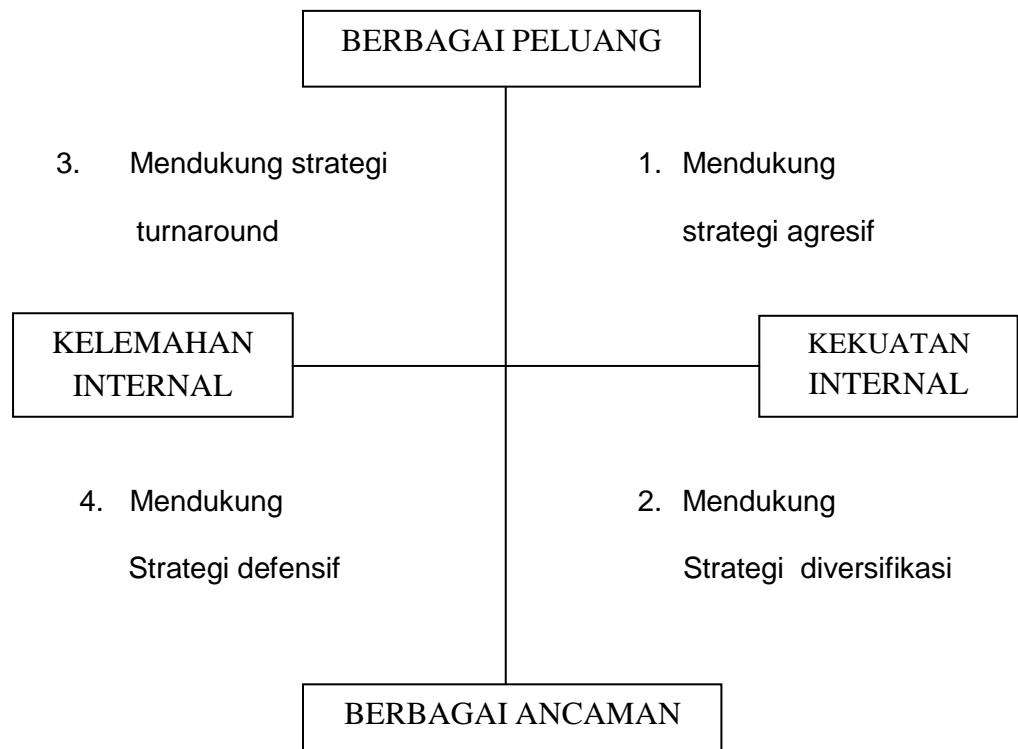 BERBAGAI PELUANG
3. Mendukung strategi
turnaround
1. Mendukung
strategi agresif
KELEMAHAN
INTERNAL
KEKUATAN
INTERNAL
4. Mendukung
Strategi defensif
2. Mendukung
Strategi diversifikasi
BERBAGAI ANCAMAN